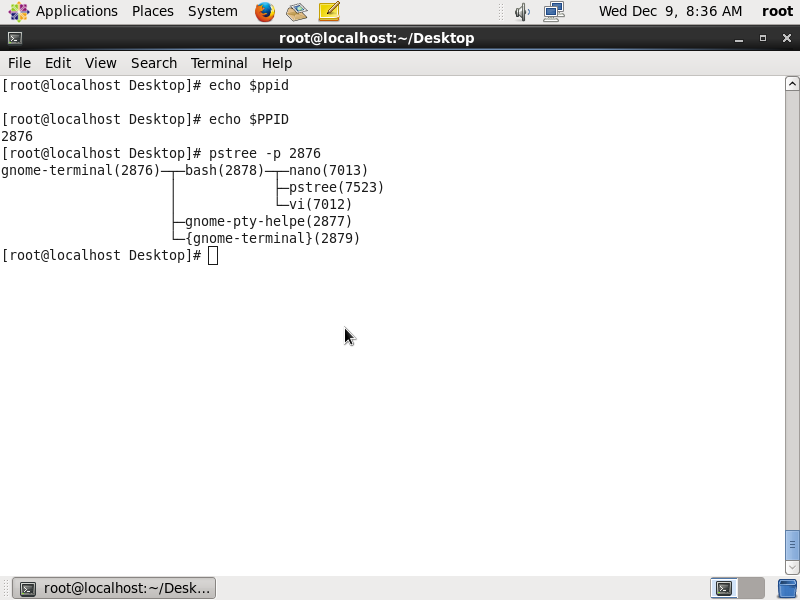 Applications Places System Wed Dec 9, 8:36 AM root
root@localhost:~/Desktop
File Edit View Search Terminal Help
[root@localhost Desktop]# echo $ppid
[root@localhost Desktop]# echo $PPID
2876
[root@localhost Desktop]# pstree -p 2876
gnome-terminal(2876)─┬─bash(2878)─┬─nano(7013)
│            ├─pstree(7523)
│            └─vi(7012)
├─gnome-pty-helpe(2877)
└─{gnome-terminal}(2879)
[root@localhost Desktop]#
root@localhost:~/Desk...